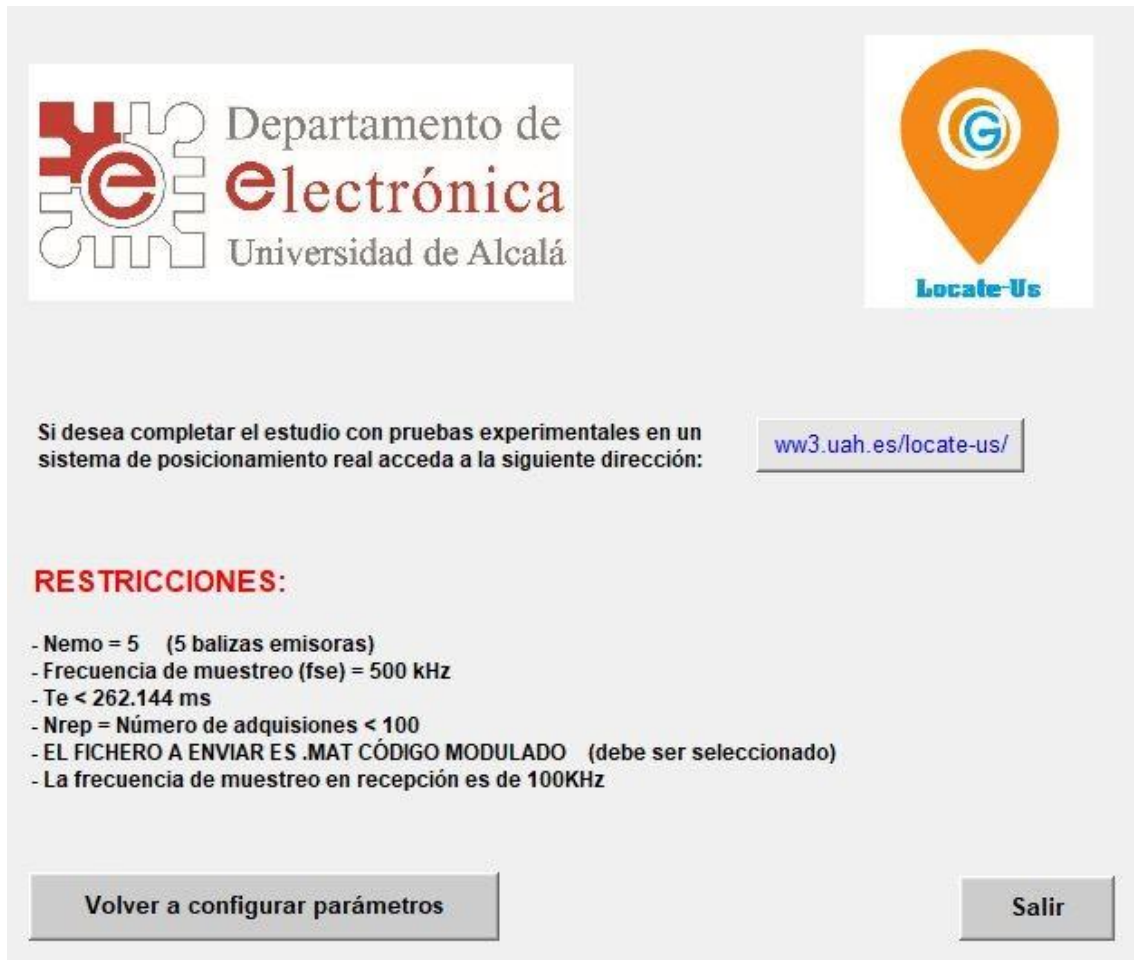 Departamento de
electrónica
Universidad de Alcalá
e
G
Locate-Us
Si desea completar el estudio con pruebas experimentales en un
sistema de posicionamiento real acceda a la siguiente dirección:
ww3.uah.es/locate-us/
RESTRICCIONES:
- Nemo = 5 (5 balizas emisoras)
- Frecuencia de muestreo (fse) = 500 kHz
- Te < 262.144 ms
- Nrep = Número de adquisiones < 100
- EL FICHERO A ENVIAR ES .MAT CÓDIGO MODULADO (debe ser seleccionado)
- La frecuencia de muestreo en recepción es de 100KHz
Volver a configurar parámetros
Salir